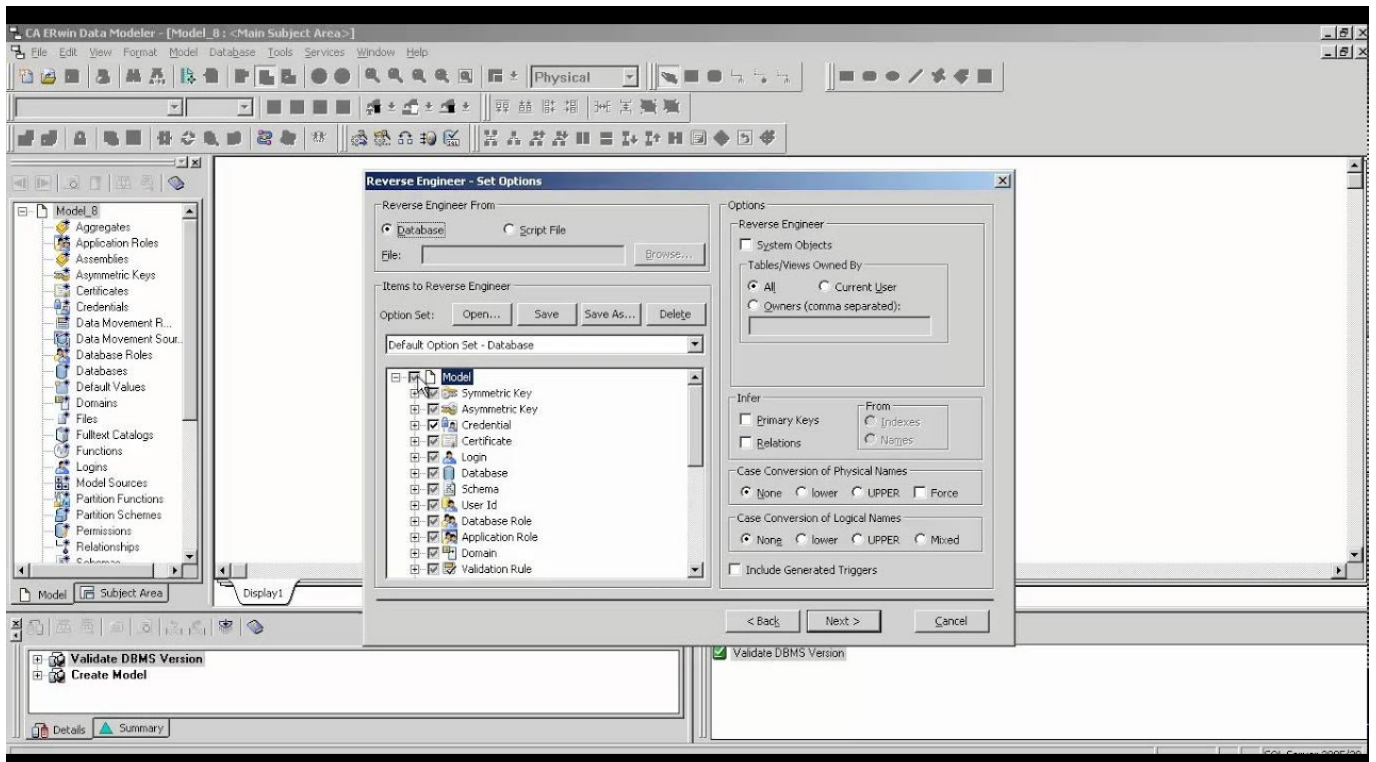 CA ERwin Data Modeler - [Model_8 : <Main Subject Area>]
File Edit View Format Model Database Tools Services Window Help
Physical
Model_8
Aggregates
Application Roles
Assemblies
Asymmetric Keys
Certificates
Credentials
Data Movement R...
Data Movement Sour...
Database Roles
Databases
Default Values
Domains
Files
Fulltext Catalogs
Functions
Logins
Model Sources
Partition Functions
Partition Schemes
Permissions
Relationships
Model Subject Area
Display1
Reverse Engineer - Set Options
Reverse Engineer From
Database Script File
File: Browse...
Items to Reverse Engineer
Option Set: Open... Save Save As... Delete
Default Option Set - Database
Model
Symmetric Key
Asymmetric Key
Credential
Certificate
Login
Database
Schema
User Id
Database Role
Application Role
Domain
Validation Rule
Options
Reverse Engineer
System Objects
Tables/Views Owned By
All Current User
Owners (comma separated):
Infer
Primary Keys
Relations
From
Indexes
Names
Case Conversion of Physical Names
None lower UPPER Force
Case Conversion of Logical Names
None lower UPPER Mixed
Include Generated Triggers
< Back Next > Cancel
Validate DBMS Version
Create Model
Validate DBMS Version
Details Summary